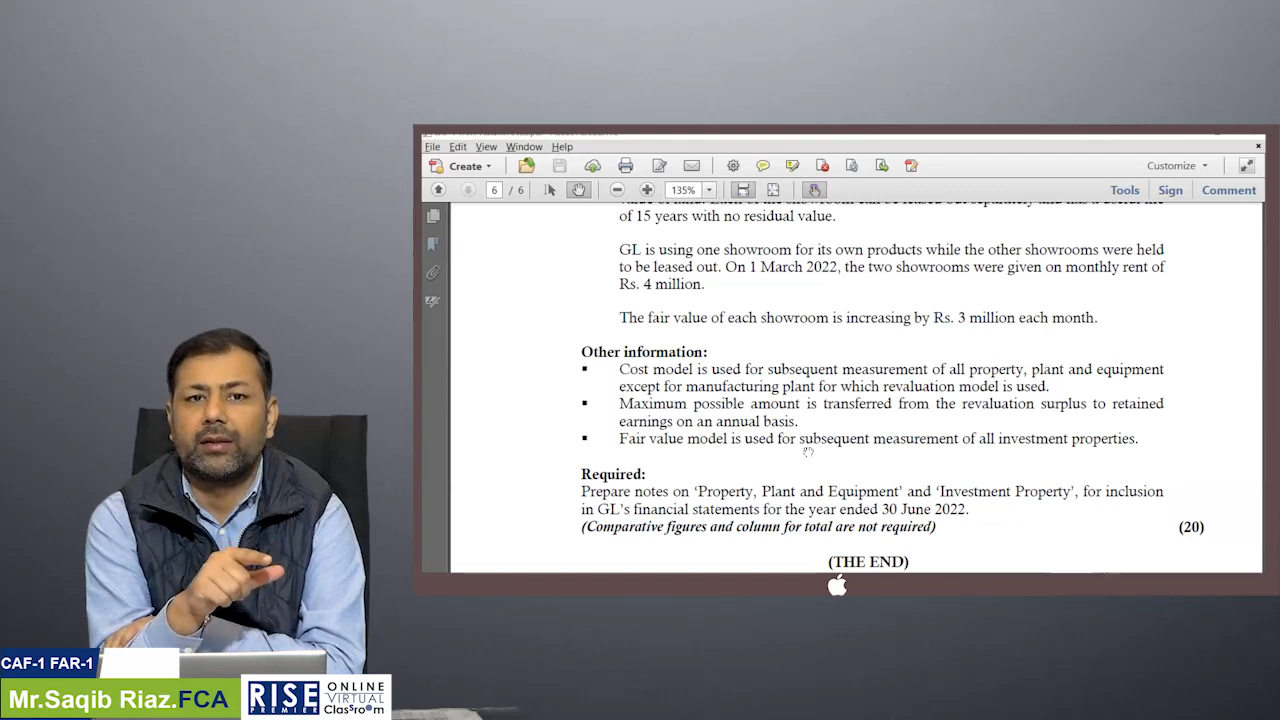 File Edit View Window Help ×
Create Customize
6 / 6 135% Tools Sign Comment
of 15 years with no residual value.
GL is using one showroom for its own products while the other showrooms were held
to be leased out. On 1 March 2022, the two showrooms were given on monthly rent of
Rs. 4 million.
The fair value of each showroom is increasing by Rs. 3 million each month.
Other information:
▪ Cost model is used for subsequent measurement of all property, plant and equipment
except for manufacturing plant for which revaluation model is used.
▪ Maximum possible amount is transferred from the revaluation surplus to retained
earnings on an annual basis.
▪ Fair value model is used for subsequent measurement of all investment properties.
Required:
Prepare notes on ‘Property, Plant and Equipment’ and ‘Investment Property’, for inclusion
in GL’s financial statements for the year ended 30 June 2022.
(Comparative figures and column for total are not required) (20)
(THE END)
CAF-1 FAR-1
Mr.Saqib Riaz.FCA
RISE
PREMIER
ONLINE
VIRTUAL
Classroom